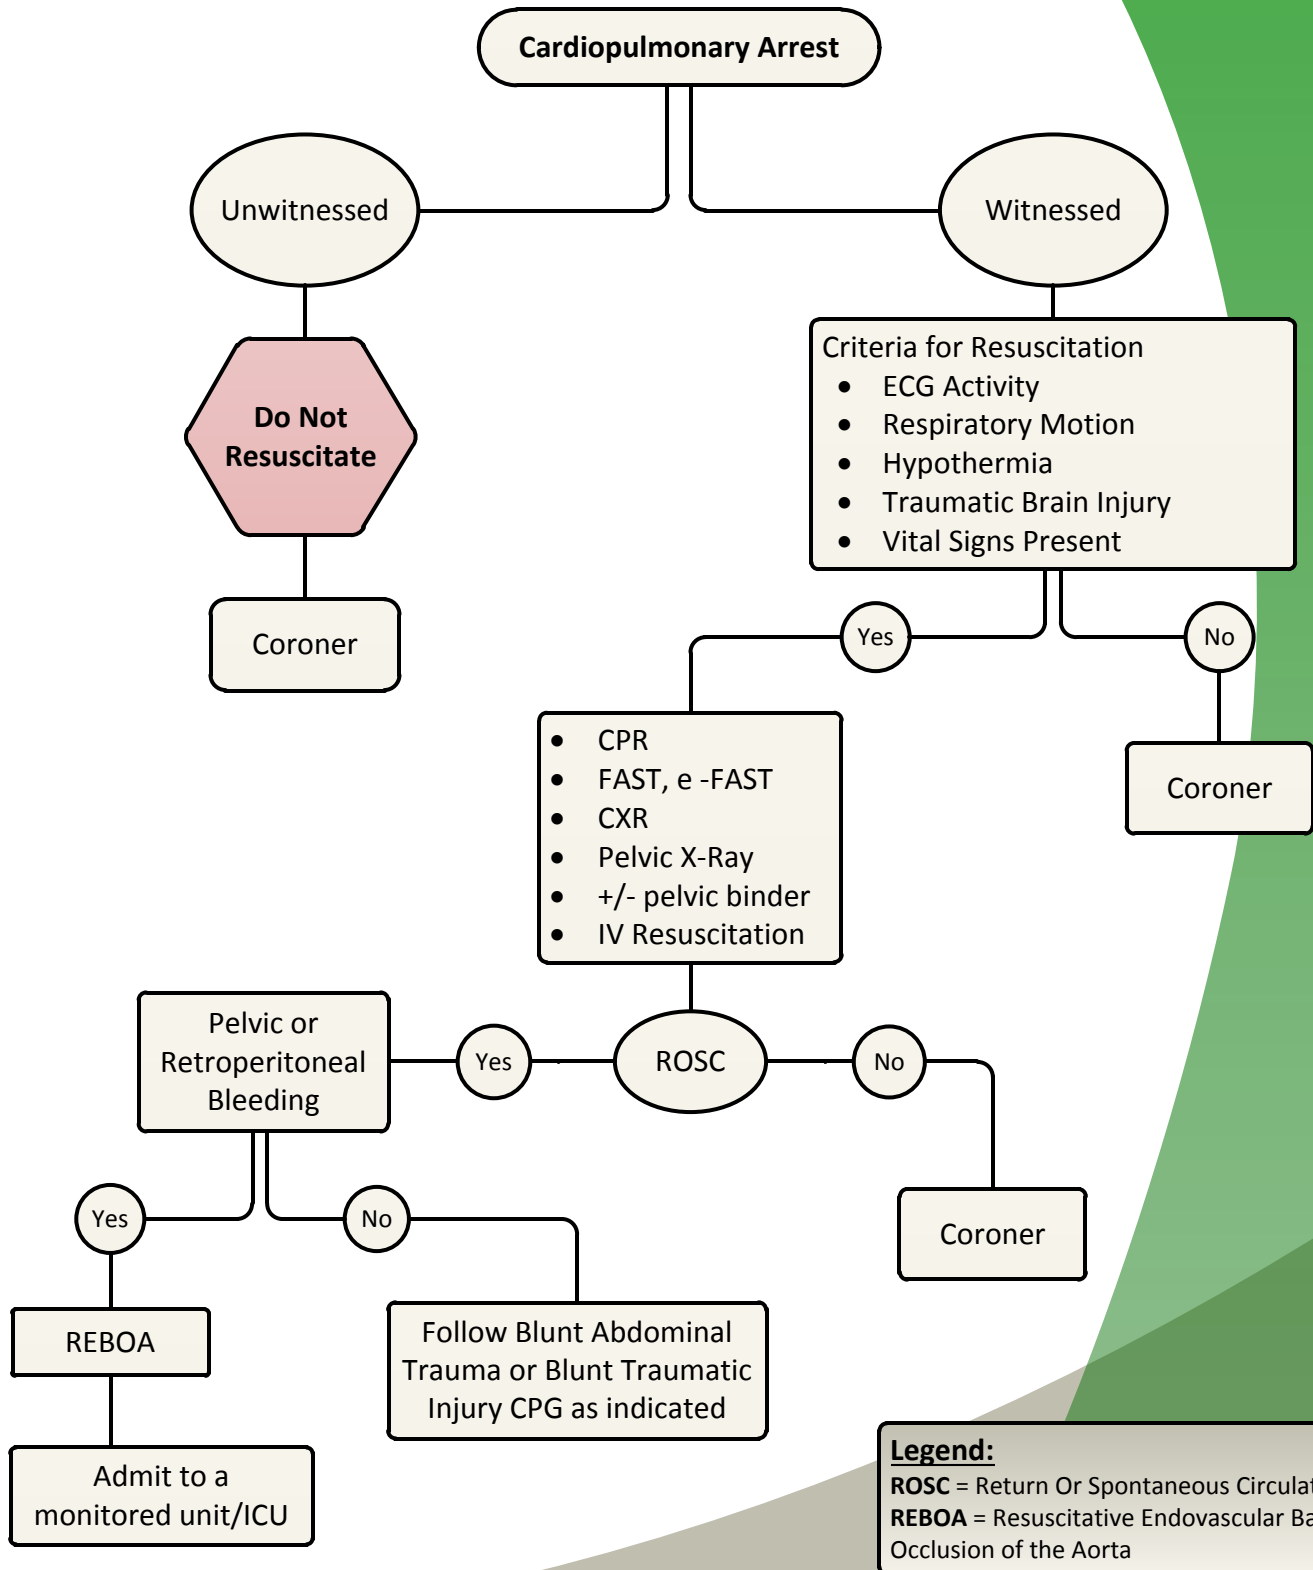 Cardiopulmonary Arrest
Unwitnessed
Witnessed
Do Not
Resuscitate
Coroner
Criteria for Resuscitation
• ECG Activity
• Respiratory Motion
• Hypothermia
• Traumatic Brain Injury
• Vital Signs Present
Yes
No
Coroner
• CPR
• FAST, e -FAST
• CXR
• Pelvic X-Ray
• +/- pelvic binder
• IV Resuscitation
ROSC
Yes
No
Pelvic or
Retroperitoneal
Bleeding
Coroner
Yes
No
REBOA
Follow Blunt Abdominal
Trauma or Blunt Traumatic
Injury CPG as indicated
Admit to a
monitored unit/ICU
Legend:
ROSC = Return Or Spontaneous Circulat
REBOA = Resuscitative Endovascular Ba
Occlusion of the Aorta